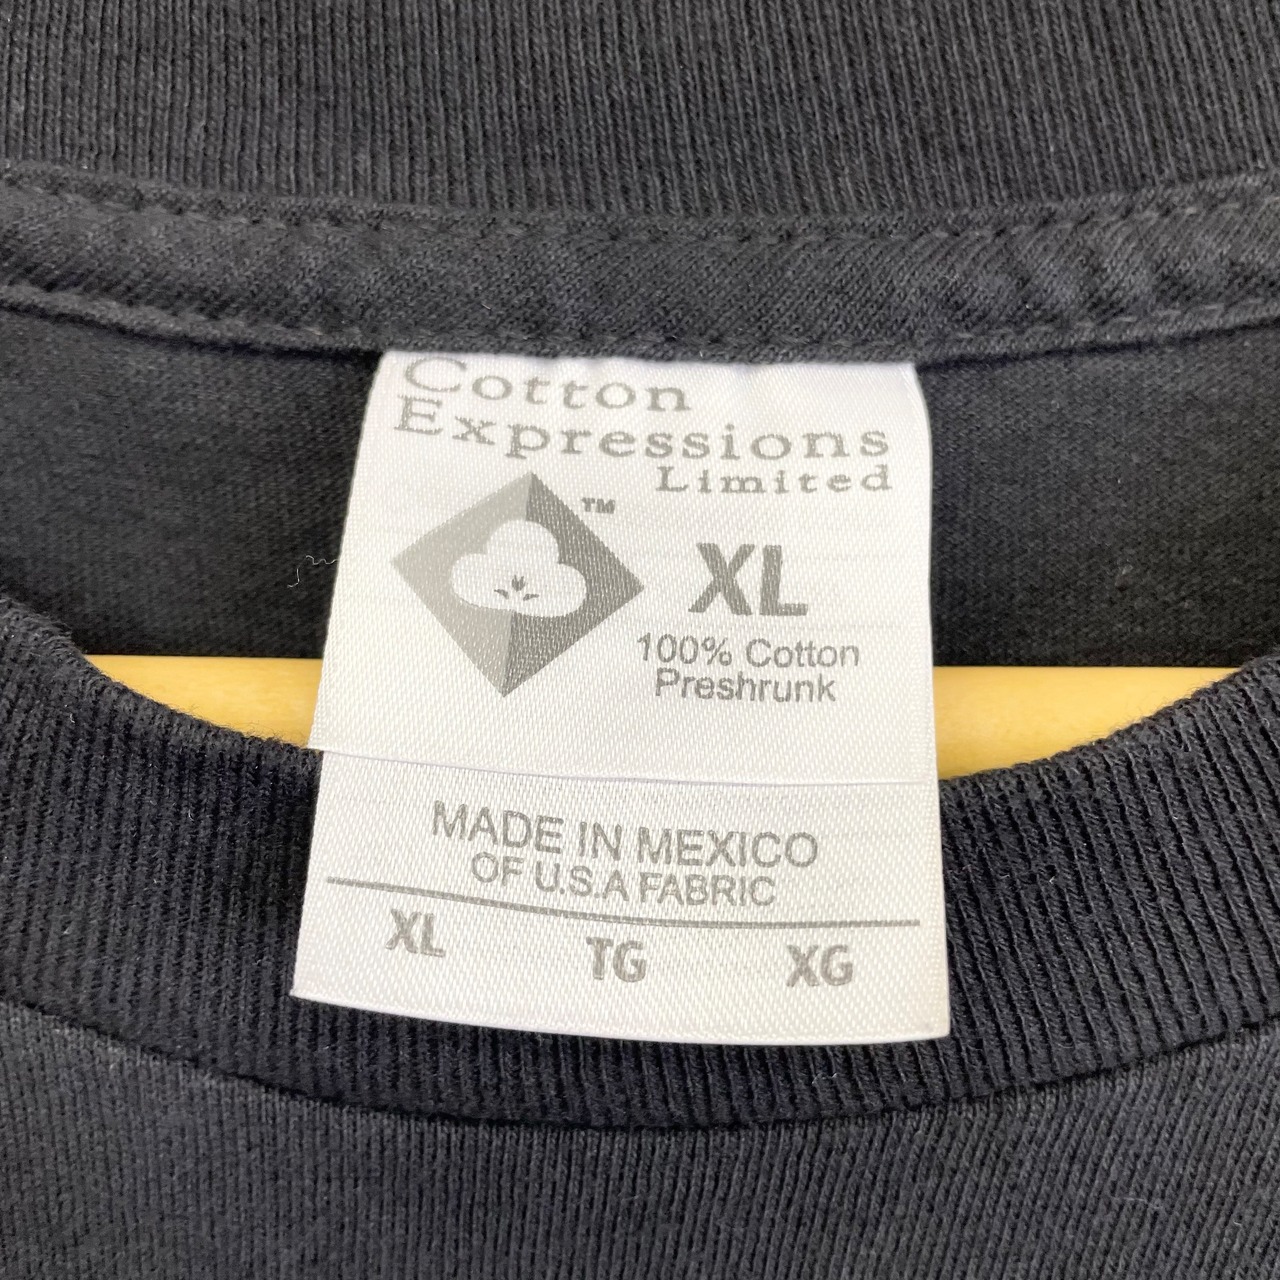 Cotton
Expressions
Limited
™
XL
100% Cotton
Preshrunk
MADE IN MEXICO
OF U.S.A FABRIC
XL TG XG